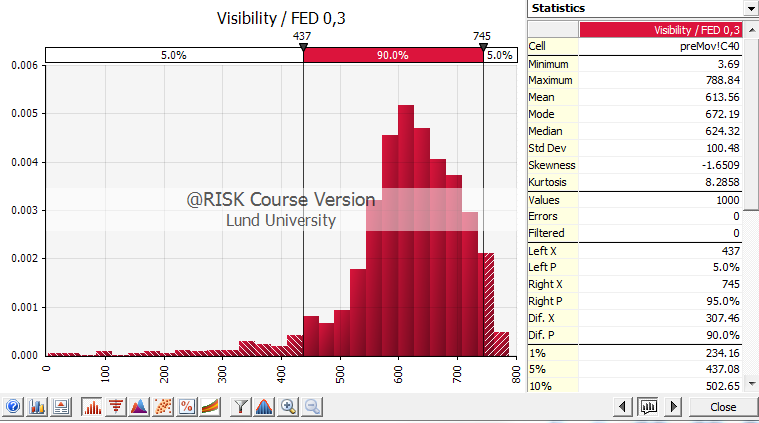 Visibility / FED 0,3
437 745
5.0% 90.0% 5.0%
0.006
0.005
0.004
0.003
0.002
0.001
0.000
@RISK Course Version
Lund University
0 100 200 300 400 500 600 700 800
Statistics
Visibility / FED 0,3
Cell preMov!C40
Minimum 3.69
Maximum 788.84
Mean 613.56
Mode 672.19
Median 624.32
Std Dev 100.48
Skewness -1.6509
Kurtosis 8.2858
Values 1000
Errors 0
Filtered 0
Left X 437
Left P 5.0%
Right X 745
Right P 95.0%
Dif. X 307.46
Dif. P 90.0%
1% 234.16
5% 437.08
10% 502.65
Close